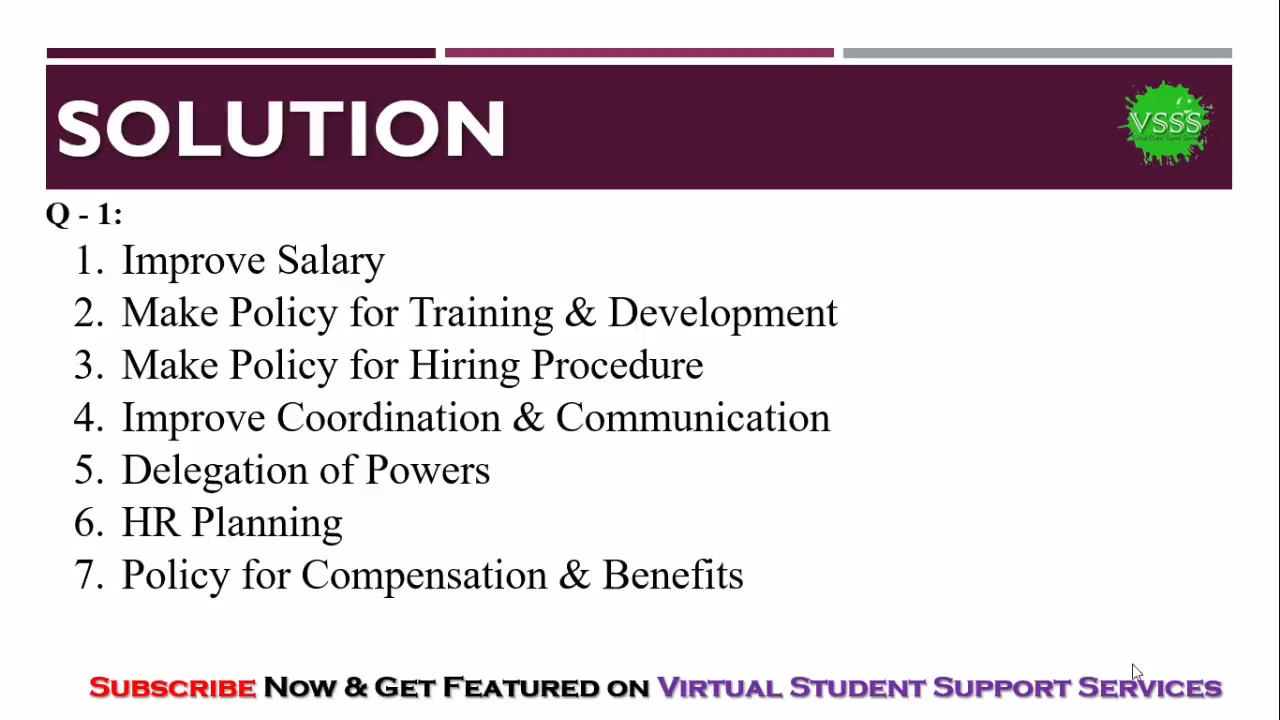 SOLUTION
VSSS
Q - 1:
1. Improve Salary
2. Make Policy for Training & Development
3. Make Policy for Hiring Procedure
4. Improve Coordination & Communication
5. Delegation of Powers
6. HR Planning
7. Policy for Compensation & Benefits
SUBSCRIBE NOW & GET FEATURED ON VIRTUAL STUDENT SUPPORT SERVICES